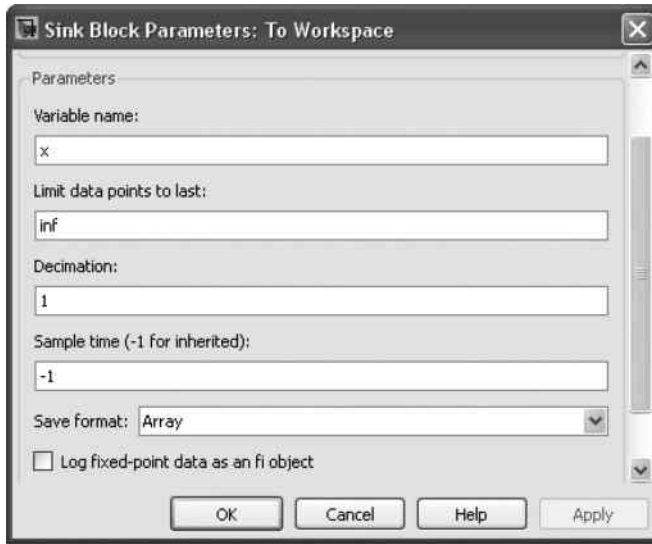 Sink Block Parameters: To Workspace
Parameters
Variable name:
x
Limit data points to last:
inf
Decimation:
1
Sample time (-1 for inherited):
-1
Save format: Array
Log fixed-point data as an fi object
OK Cancel Help Apply